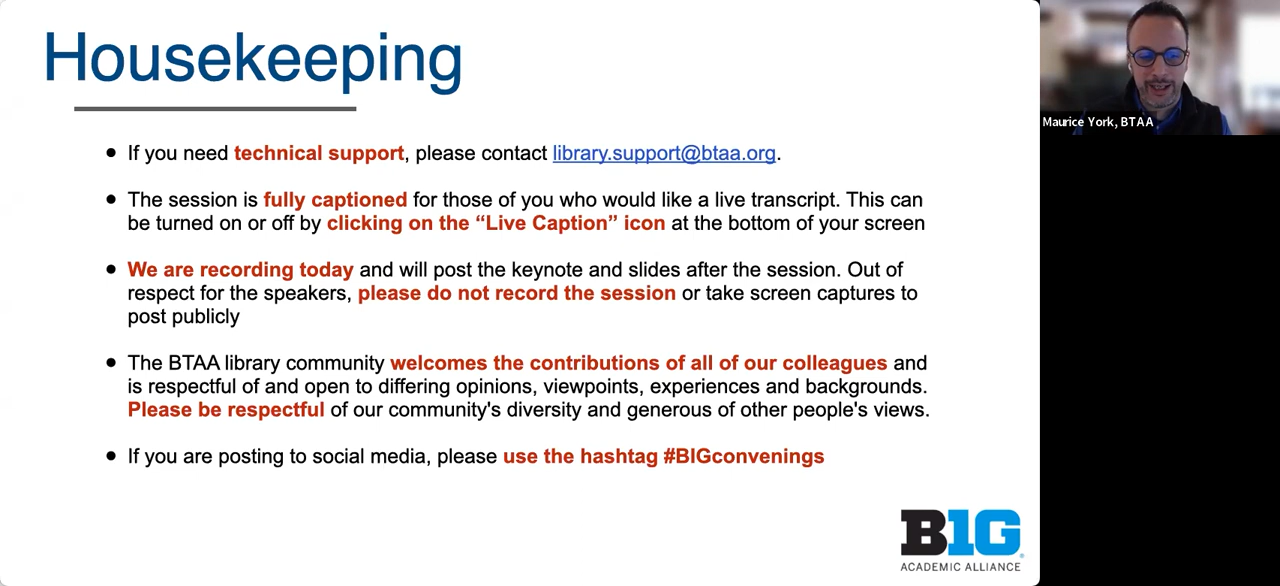 Housekeeping
Maurice York, BTAA
● If you need technical support, please contact library.support@btaa.org.
● The session is fully captioned for those of you who would like a live transcript. This can
be turned on or off by clicking on the “Live Caption” icon at the bottom of your screen
● We are recording today and will post the keynote and slides after the session. Out of
respect for the speakers, please do not record the session or take screen captures to
post publicly
● The BTAA library community welcomes the contributions of all of our colleagues and
is respectful of and open to differing opinions, viewpoints, experiences and backgrounds.
Please be respectful of our community's diversity and generous of other people's views.
● If you are posting to social media, please use the hashtag #BIGconvenings
B1G
ACADEMIC ALLIANCE